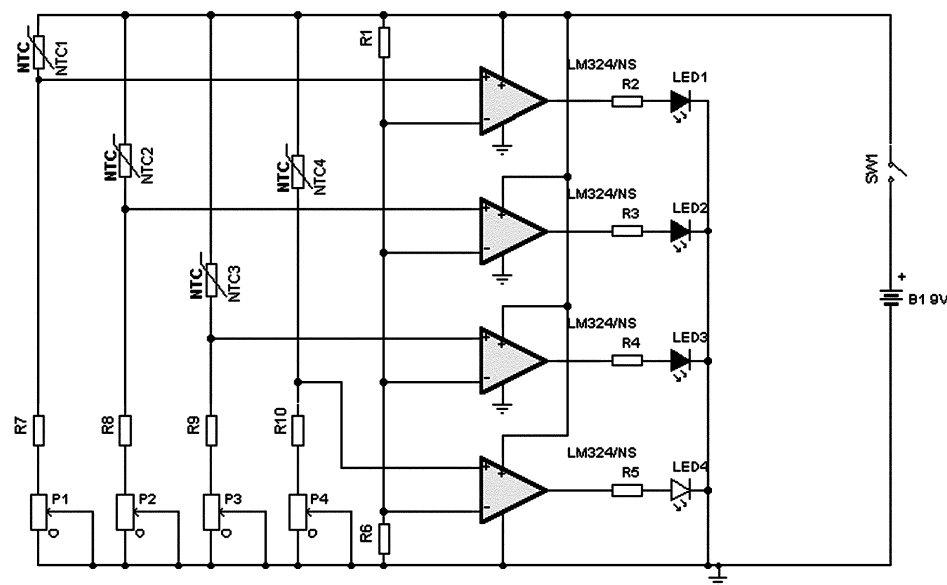 NTC
NTC1
R1
LM324/NS
R2
LED1
+
-
+
NTC
NTC2
NTC
NTC4
SW1
LM324/NS
R3
LED2
+
-
+
NTC
NTC3
+
B1 9V
LM324/NS
R4
LED3
+
-
+
R7
R8
R9
R10
LM324/NS
R5
LED4
+
-
+
P1
P2
P3
P4
R6